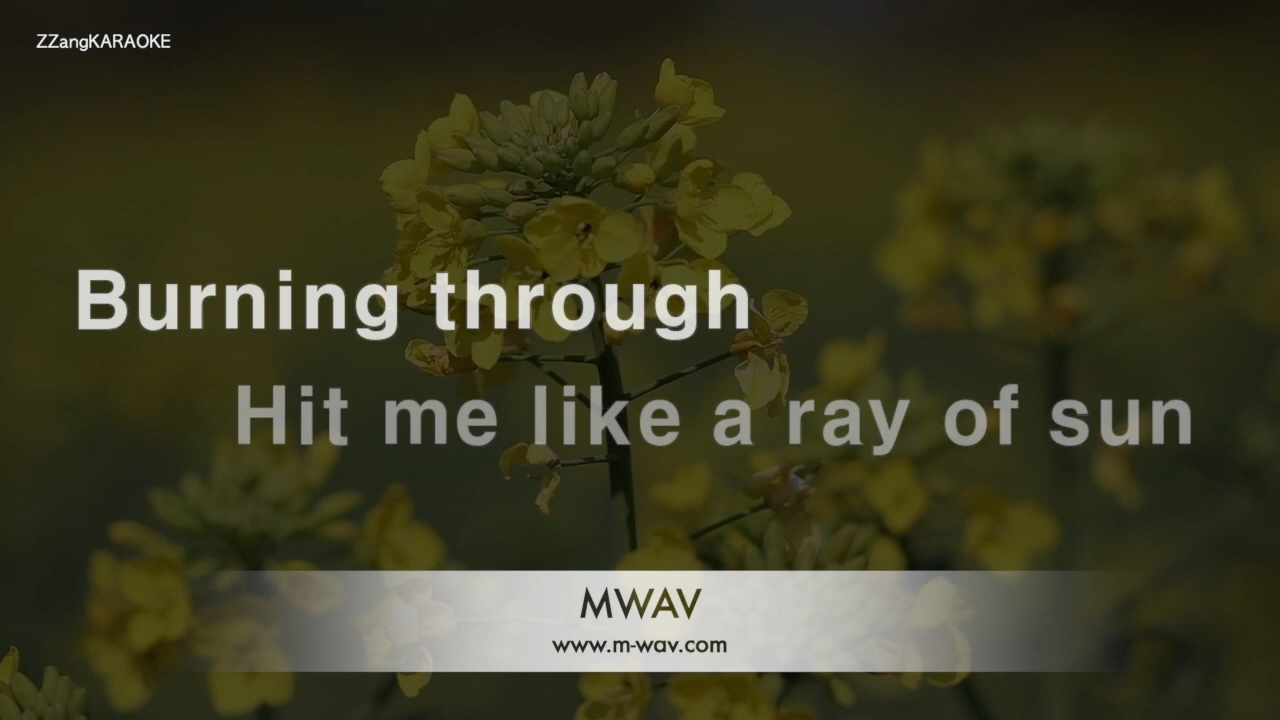 ZZangKARAOKE
Burning through
Hit me like a ray of sun
MWAV
www.m-wav.com